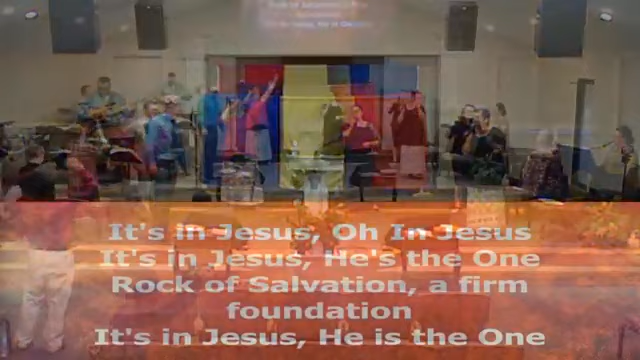 It's in Jesus, Oh In Jesus
It's in Jesus, He's the One
Rock of Salvation, a firm
foundation
It's in Jesus, He is the One